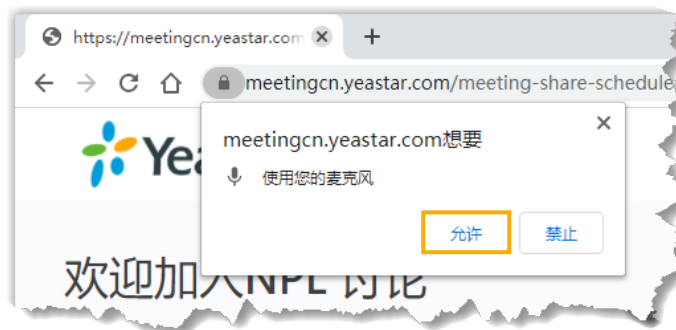 https://meetingcn.yeastar.com
meetingcn.yeastar.com/meeting-share-schedule
Yea
meetingcn.yeastar.com想要
使用您的麦克风
允许
禁止
欢迎加入NPL 讨论